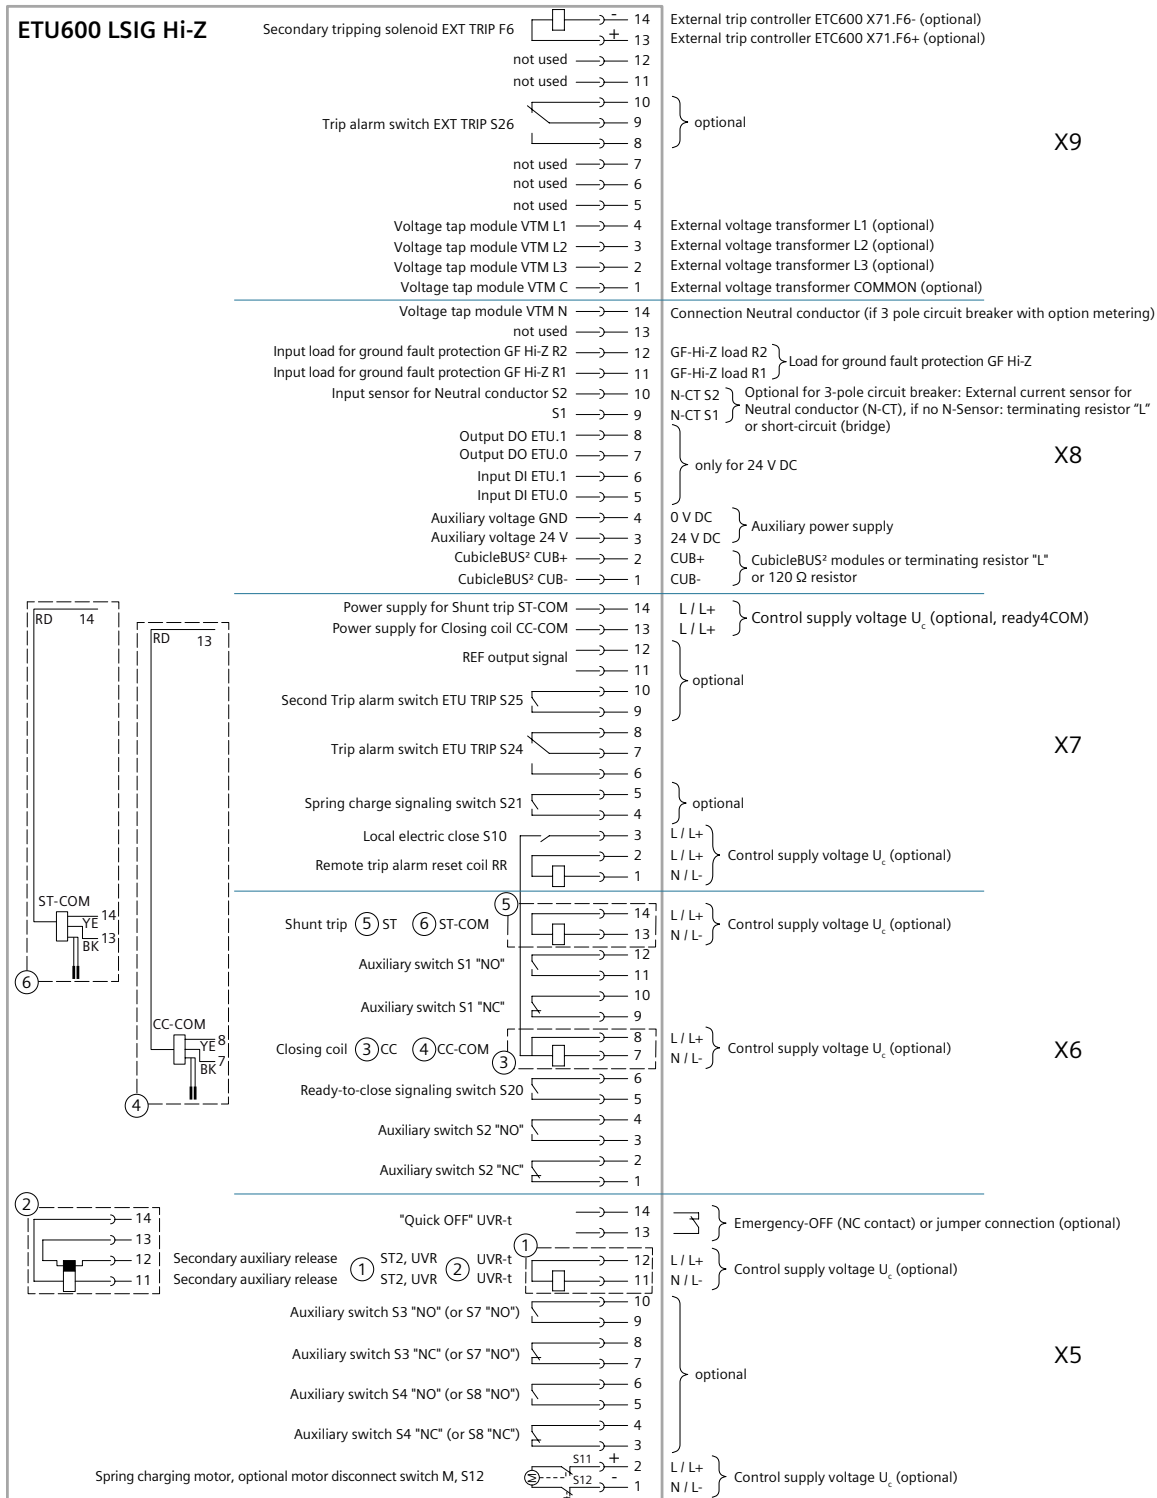 ETU600 LSIG Hi-Z
Secondary tripping solenoid EXT TRIP F6 - 14 External trip controller ETC600 X71.F6- (optional)
+ 13 External trip controller ETC600 X71.F6+ (optional)
not used 12
not used 11
10
Trip alarm switch EXT TRIP S26 9 optional
8
X9
not used 7
not used 6
not used 5
Voltage tap module VTM L1 4 External voltage transformer L1 (optional)
Voltage tap module VTM L2 3 External voltage transformer L2 (optional)
Voltage tap module VTM L3 2 External voltage transformer L3 (optional)
Voltage tap module VTM C 1 External voltage transformer COMMON (optional)
Voltage tap module VTM N 14 Connection Neutral conductor (if 3 pole circuit breaker with option metering)
not used 13
Input load for ground fault protection GF Hi-Z R2 12 GF-Hi-Z load R2
Load for ground fault protection GF Hi-Z
Input load for ground fault protection GF Hi-Z R1 11 GF-Hi-Z load R1
Input sensor for Neutral conductor S2 10 N-CT S2 Optional for 3-pole circuit breaker: External current sensor for
S1 9 N-CT S1 Neutral conductor (N-CT), if no N-Sensor: terminating resistor "L"
or short-circuit (bridge)
Output DO ETU.1 8
Output DO ETU.0 7
X8
only for 24 V DC
Input DI ETU.1 6
Input DI ETU.0 5
Auxiliary voltage GND 4 0 V DC
Auxiliary power supply
Auxiliary voltage 24 V 3 24 V DC
CubicleBUS² CUB+ 2 CUB+ CubicleBUS² modules or terminating resistor "L"
CubicleBUS² CUB- 1 CUB- or 120 Ω resistor
Power supply for Shunt trip ST-COM 14 L / L+
Control supply voltage Uc (optional, ready4COM)
Power supply for Closing coil CC-COM 13 L / L+
RD 14
RD 13
REF output signal 12
11
optional
Second Trip alarm switch ETU TRIP S25 10
9
8
Trip alarm switch ETU TRIP S24 7
X7
6
Spring charge signaling switch S21 5
optional
4
Local electric close S10 3 L / L+
2 L / L+ Control supply voltage Uc (optional)
Remote trip alarm reset coil RR
1 N / L-
5
ST-COM
14
YE
13
BK
6
Shunt trip 5 ST 6 ST-COM
14 L / L+
Control supply voltage Uc (optional)
13 N / L-
Auxiliary switch S1 "NO" 12
11
Auxiliary switch S1 "NC" 10
9
CC-COM
8
YE
7
BK
4
Closing coil 3 CC 4 CC-COM
3
8 L / L+
Control supply voltage Uc (optional)
7 N / L-
X6
Ready-to-close signaling switch S20 6
5
Auxiliary switch S2 "NO" 4
3
Auxiliary switch S2 "NC" 2
1
2
14
13
12
11
"Quick OFF" UVR-t 14
Emergency-OFF (NC contact) or jumper connection (optional)
13
1
Secondary auxiliary release 1 ST2, UVR 2 UVR-t 12 L / L+
Control supply voltage Uc (optional)
Secondary auxiliary release ST2, UVR UVR-t 11 N / L-
Auxiliary switch S3 "NO" (or S7 "NO") 10
9
Auxiliary switch S3 "NC" (or S7 "NO") 8
7
X5
optional
Auxiliary switch S4 "NO" (or S8 "NO") 6
5
Auxiliary switch S4 "NC" (or S8 "NC") 4
3
Spring charging motor, optional motor disconnect switch M, S12 M S11 + 2 L / L+
Control supply voltage Uc (optional)
S12 - 1 N / L-